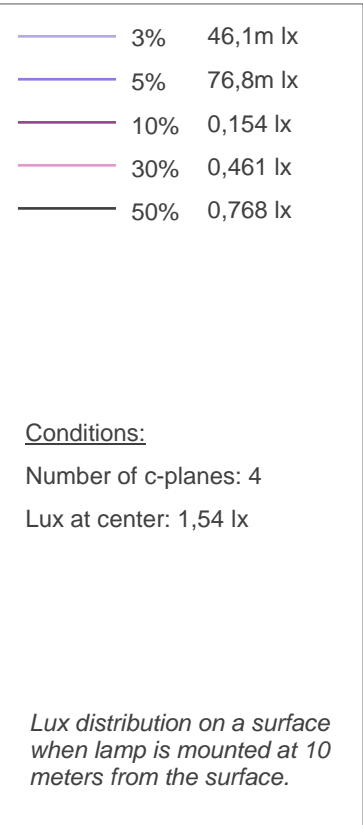 3% 46,1m lx
5% 76,8m lx
10% 0,154 lx
30% 0,461 lx
50% 0,768 lx
Conditions:
Number of c-planes: 4
Lux at center: 1,54 lx
Lux distribution on a surface
when lamp is mounted at 10
meters from the surface.